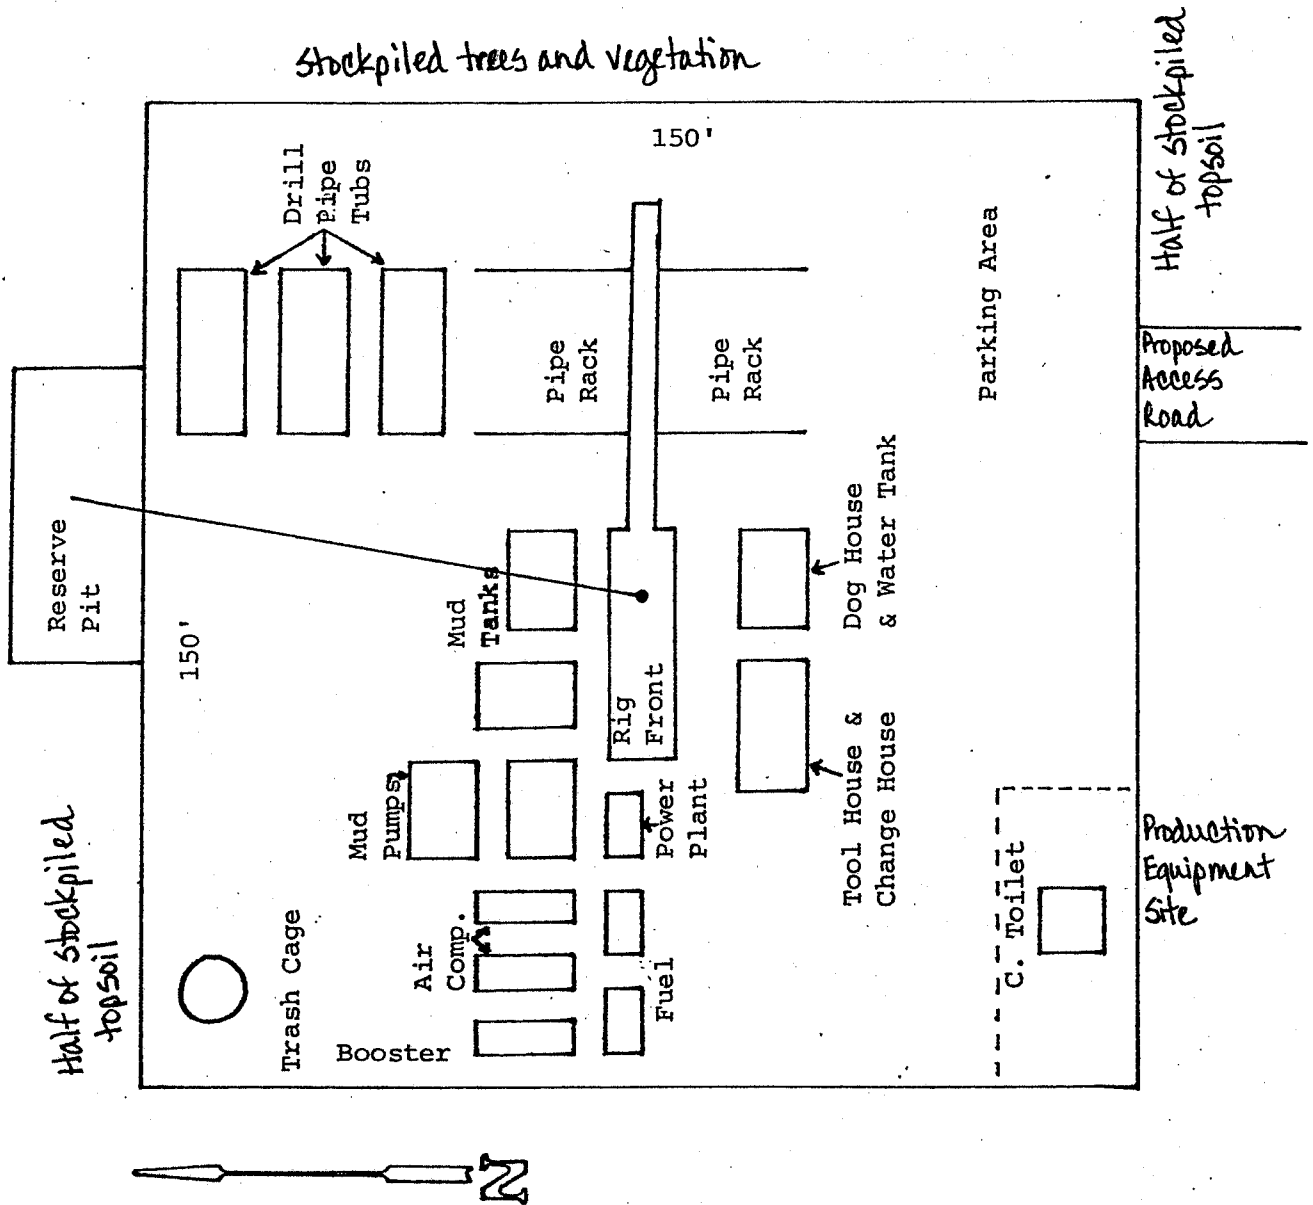 Stockpiled trees and vegetation
Half of stockpiled
topsoil
150'
Drill
Pipe
Tubs
Parking Area
Pipe
Rack
Pipe
Rack
Proposed
Access
Road
Reserve
Pit
150'
Mud
Tanks
Dog House
& Water Tank
Rig
Front
Mud
Pumps
Power
Plant
Tool House &
Change House
Half of stockpiled
topsoil
Trash Cage
Air
Comp.
Booster
Fuel
C. Toilet
Production
Equipment
Site
N